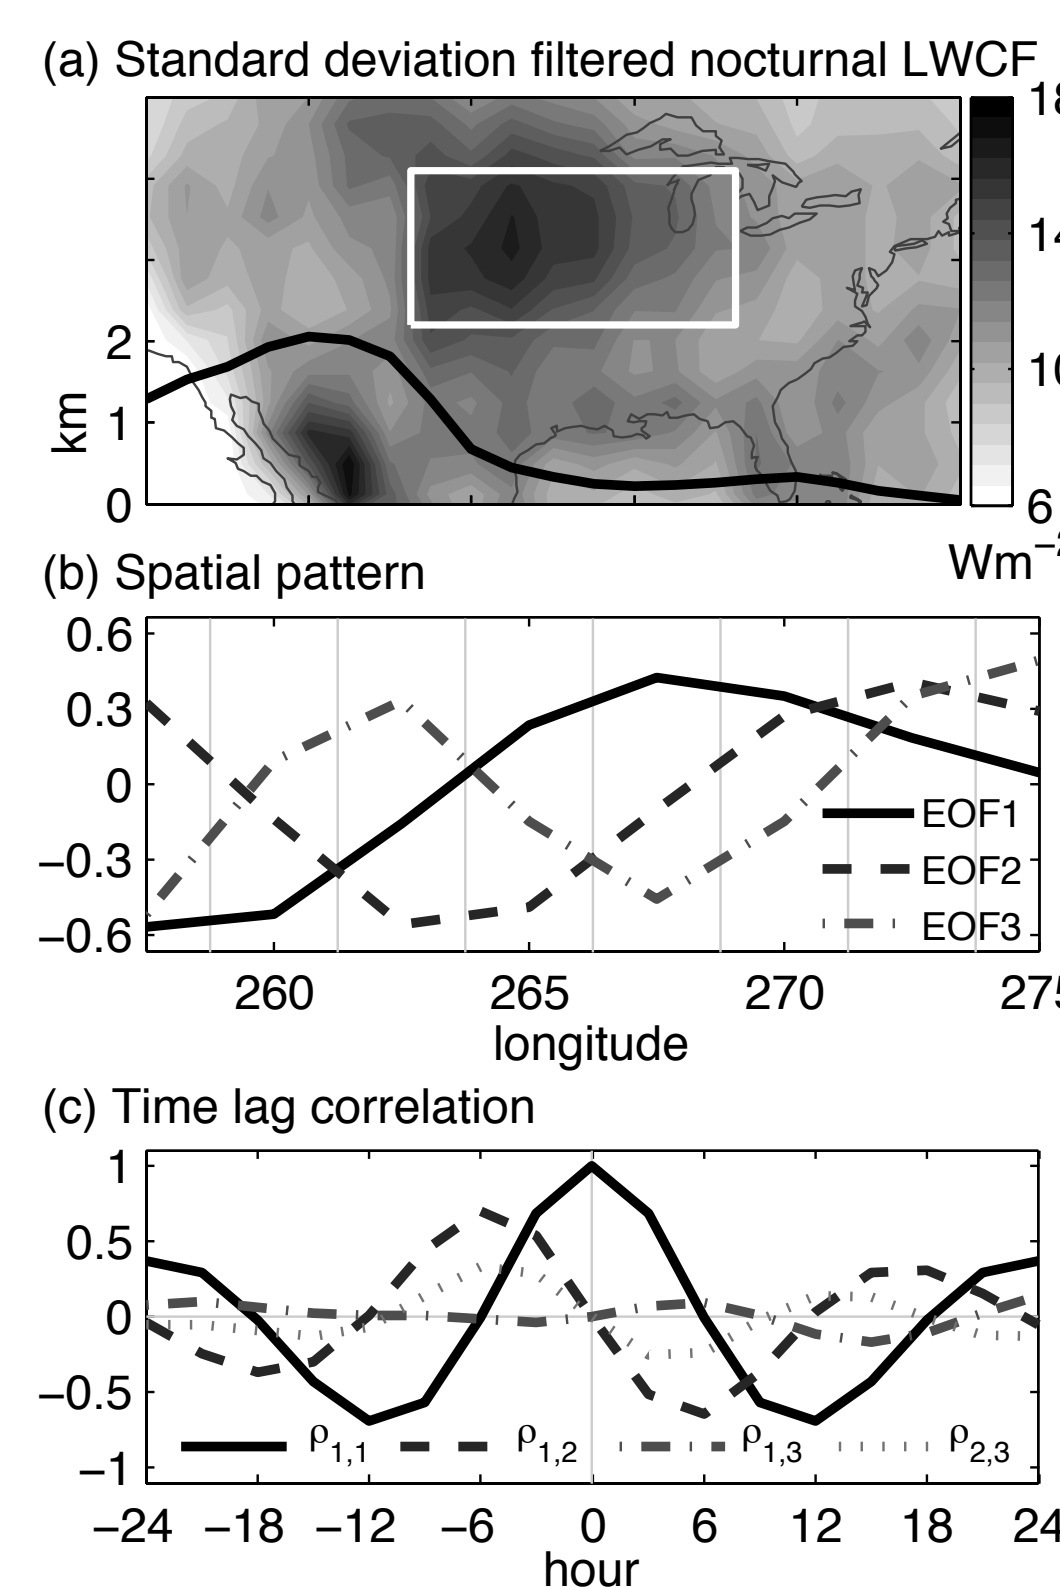 (a) Standard deviation filtered nocturnal LWCF
18
14
10
6
Wm−2
2
1
0
km
(b) Spatial pattern
0.6
0.3
0
−0.3
−0.6
EOF1
EOF2
EOF3
260 265 270 275
longitude
(c) Time lag correlation
1
0.5
0
−0.5
−1
ρ1,1 ρ1,2 ρ1,3 ρ2,3
−24 −18 −12 −6 0 6 12 18 24
hour